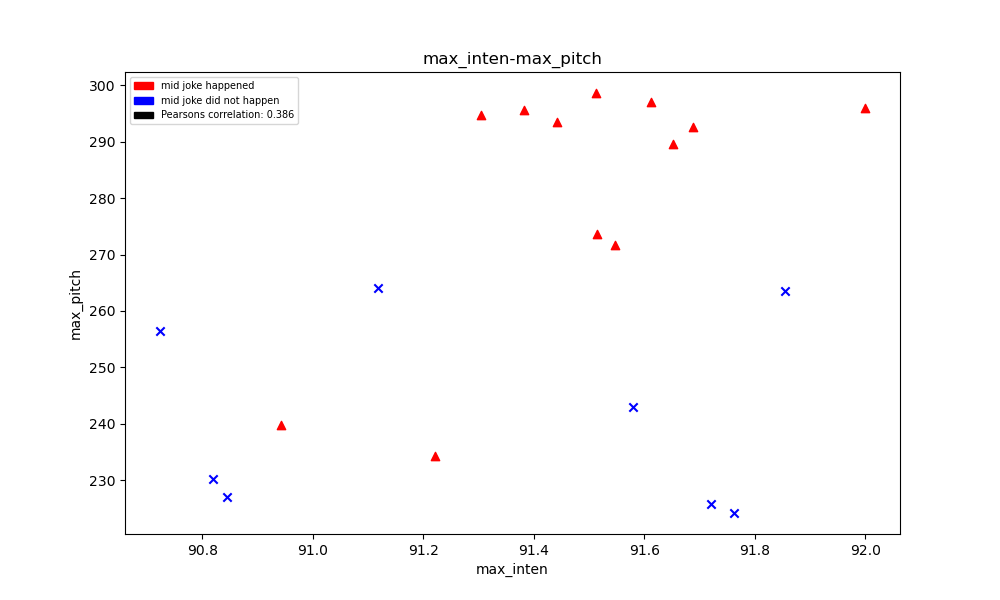 max_inten-max_pitch
mid joke happened
mid joke did not happen
Pearsons correlation: 0.386
max_pitch
300
290
280
270
260
250
240
230
90.8 91.0 91.2 91.4 91.6 91.8 92.0
max_inten